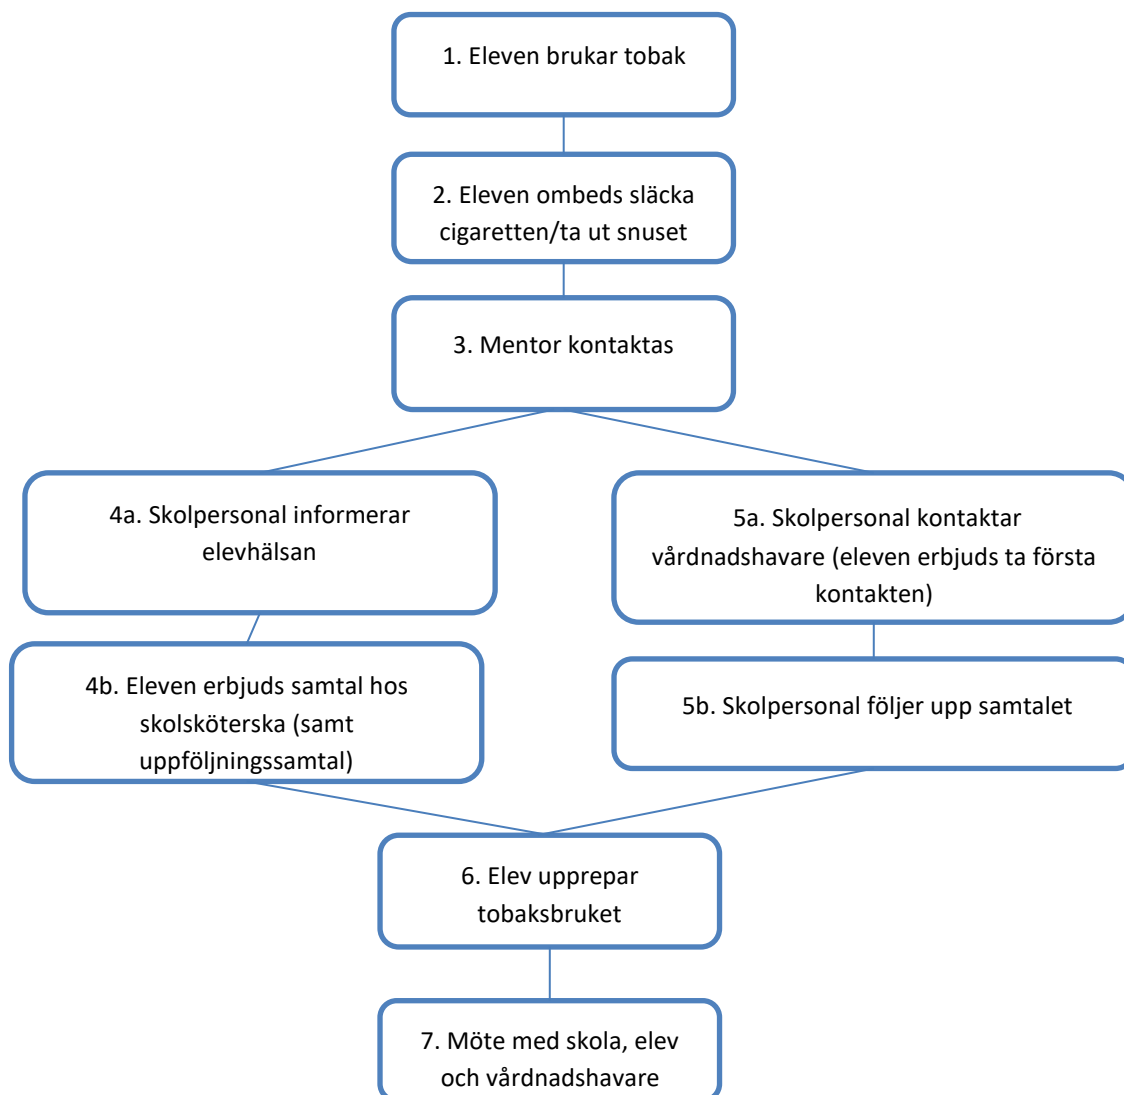 1. Eleven brukar tobak
2. Eleven ombeds släcka
cigaretten/ta ut snuset
3. Mentor kontaktas
4a. Skolpersonal informerar
elevhälsan
5a. Skolpersonal kontaktar
vårdnadshavare (eleven erbjuds ta första
kontakten)
4b. Eleven erbjuds samtal hos
skolsköterska (samt
uppföljningssamtal)
5b. Skolpersonal följer upp samtalet
6. Elev upprepar
tobaksbruket
7. Möte med skola, elev
och vårdnadshavare